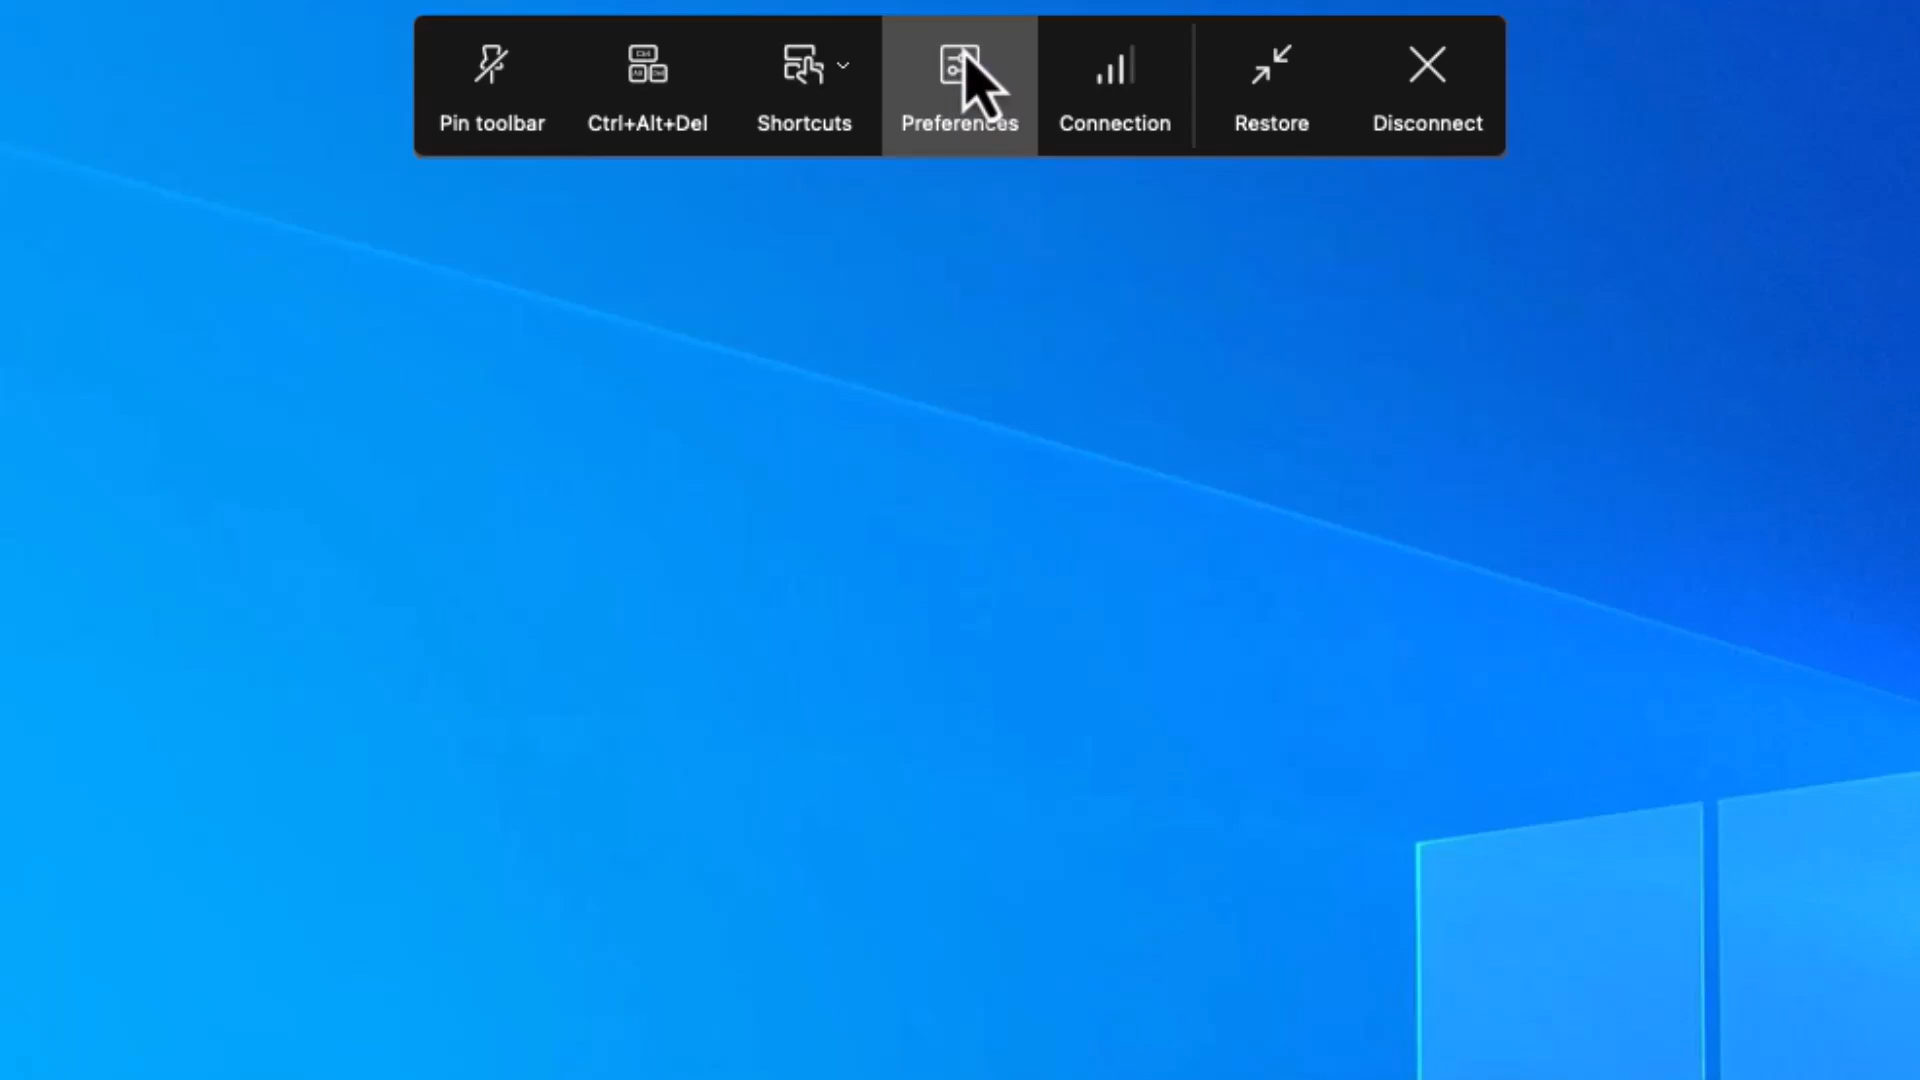 Pin toolbar
Ctrl+Alt+Del
Shortcuts
Preferences
Connection
Restore
Disconnect